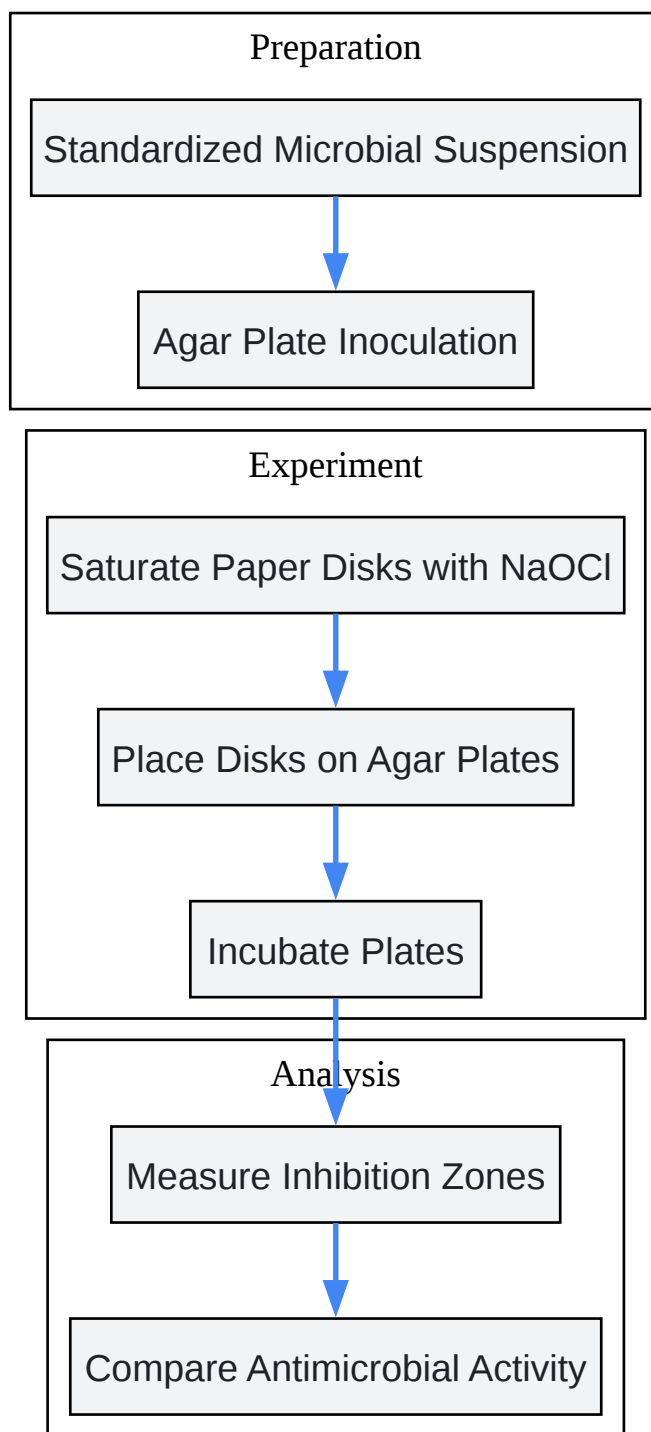 Preparation
Standardized Microbial Suspension
Agar Plate Inoculation
Experiment
Saturate Paper Disks with NaOCl
Place Disks on Agar Plates
Incubate Plates
Analysis
Measure Inhibition Zones
Compare Antimicrobial Activity